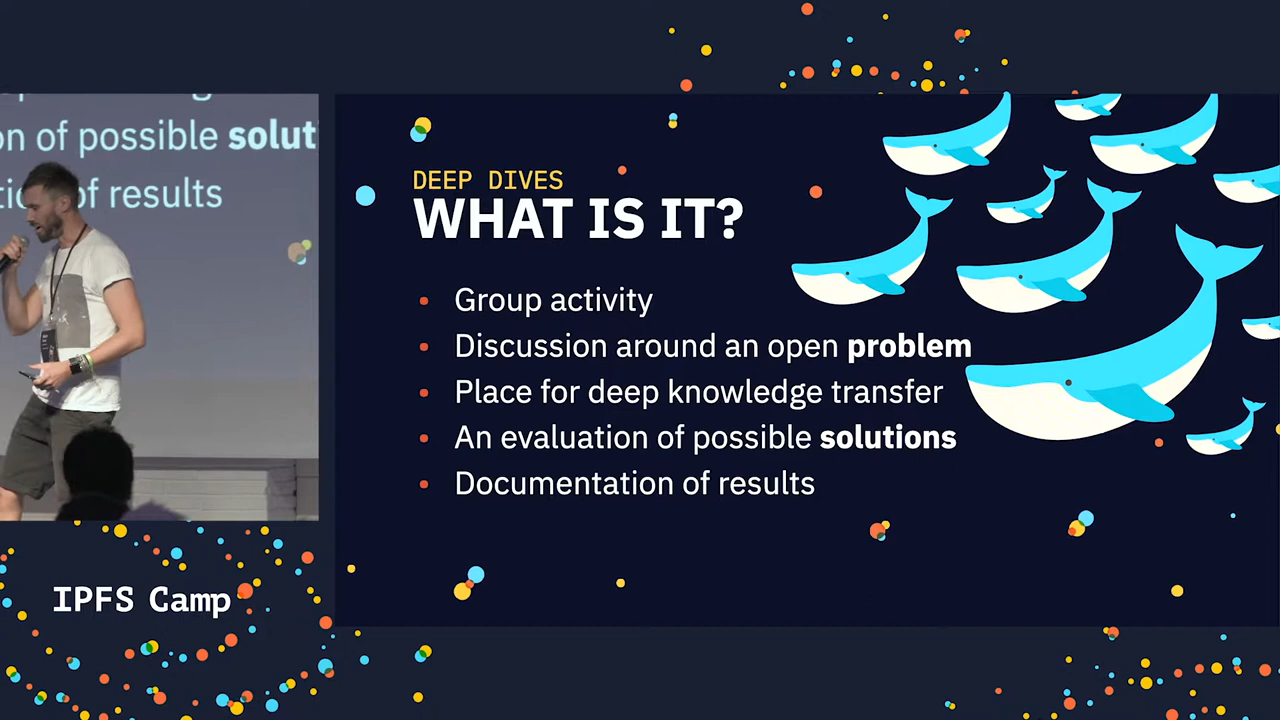 on of possible solut
of results
DEEP DIVES
WHAT IS IT?
• Group activity
• Discussion around an open problem
• Place for deep knowledge transfer
• An evaluation of possible solutions
• Documentation of results
IPFS Camp